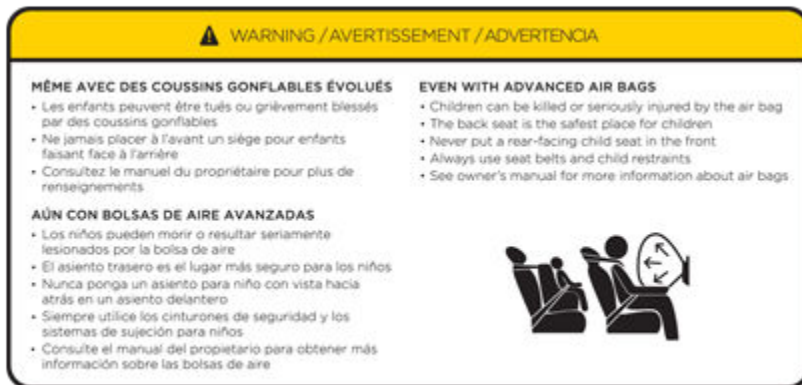 WARNING / AVERTISSEMENT / ADVERTENCIA
MÊME AVEC DES COUSSINS GONFLABLES ÉVOLUÉS
• Les enfants peuvent être tués ou grièvement blessés
par des coussins gonflables
• Ne jamais placer à l'avant un siège pour enfants
faisant face à l'arrière
• Consultez le manuel du propriétaire pour plus de
renseignements
AÚN CON BOLSAS DE AIRE AVANZADAS
• Los niños pueden morir o resultar seriamente
lesionados por la bolsa de aire
• El asiento trasero es el lugar más seguro para los niños
• Nunca ponga un asiento para niño con vista hacia
atrás en un asiento delantero
• Siempre utilice los cinturones de seguridad y los
sistemas de sujeción para niños
• Consulte el manual del propietario para obtener más
información sobre las bolsas de aire
EVEN WITH ADVANCED AIR BAGS
• Children can be killed or seriously injured by the air bag
• The back seat is the safest place for children
• Never put a rear-facing child seat in the front
• Always use seat belts and child restraints
• See owner's manual for more information about air bags